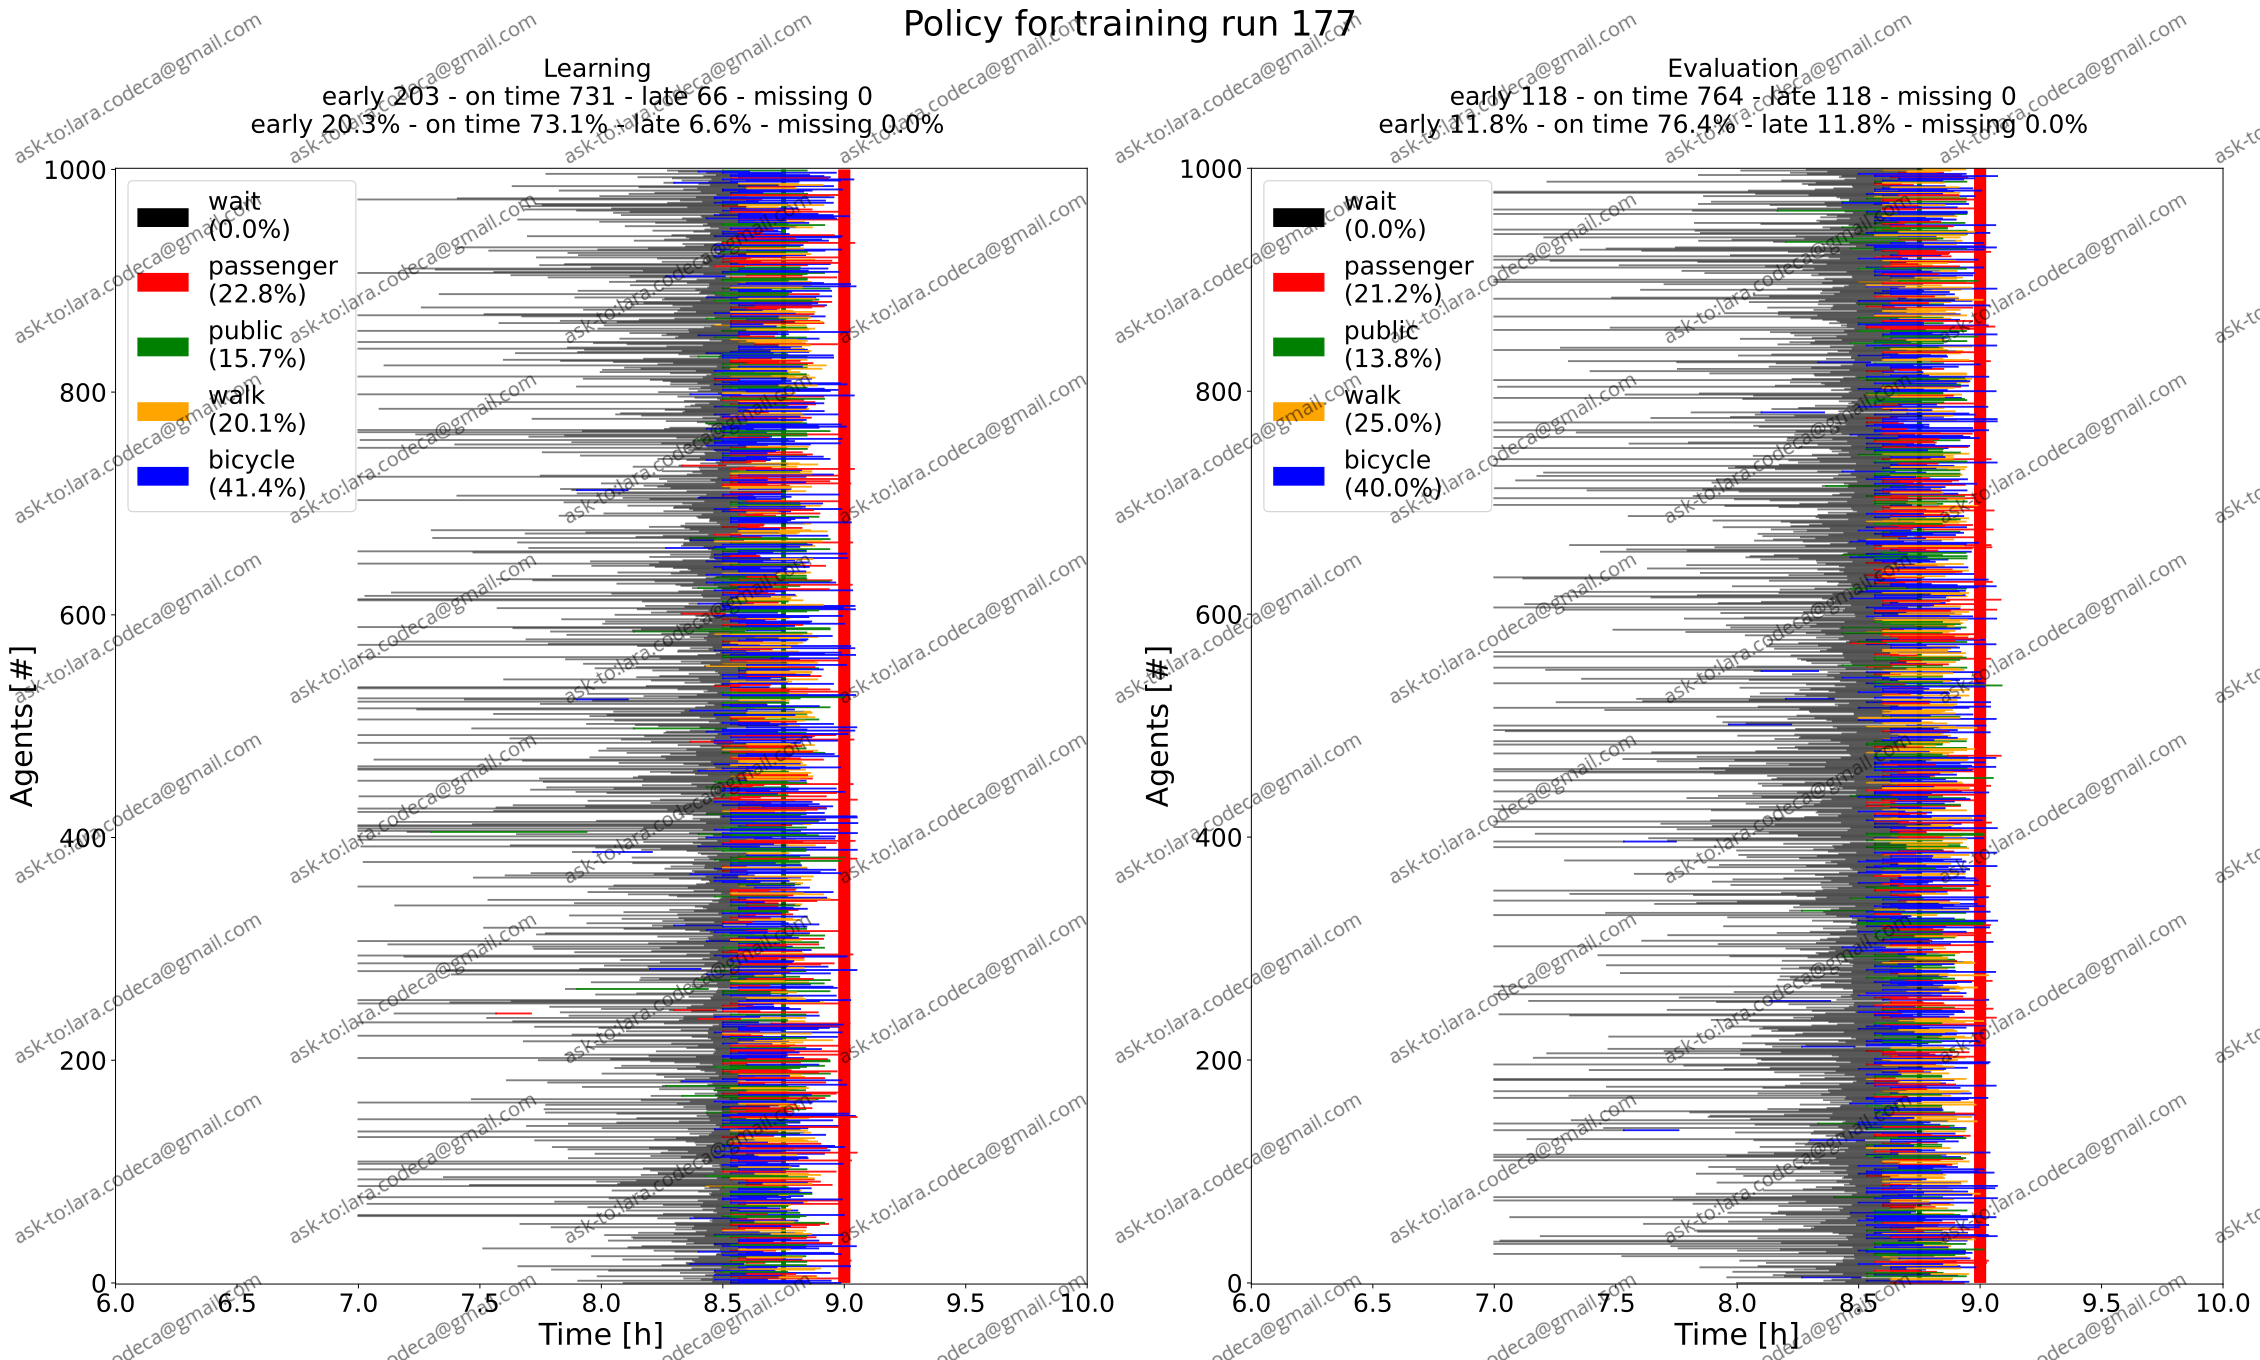 Policy for training run 177
Learning
early 203 - on time 731 - late 66 - missing 0
early 20.3% - on time 73.1% - late 6.6% - missing 0.0%
1000
800
600
400
200
0
Agents [#]
wait
(0.0%)
passenger
(22.8%)
public
(15.7%)
walk
(20.1%)
bicycle
(41.4%)
6.0 6.5 7.0 7.5 8.0 8.5 9.0 9.5 10.0
Time [h]
Evaluation
early 118 - on time 764 - late 118 - missing 0
early 11.8% - on time 76.4% - late 11.8% - missing 0.0%
1000
800
600
400
200
0
Agents [#]
wait
(0.0%)
passenger
(21.2%)
public
(13.8%)
walk
(25.0%)
bicycle
(40.0%)
6.0 6.5 7.0 7.5 8.0 8.5 9.0 9.5 10.0
Time [h]
ask-to:lara.codeca@gmail.com